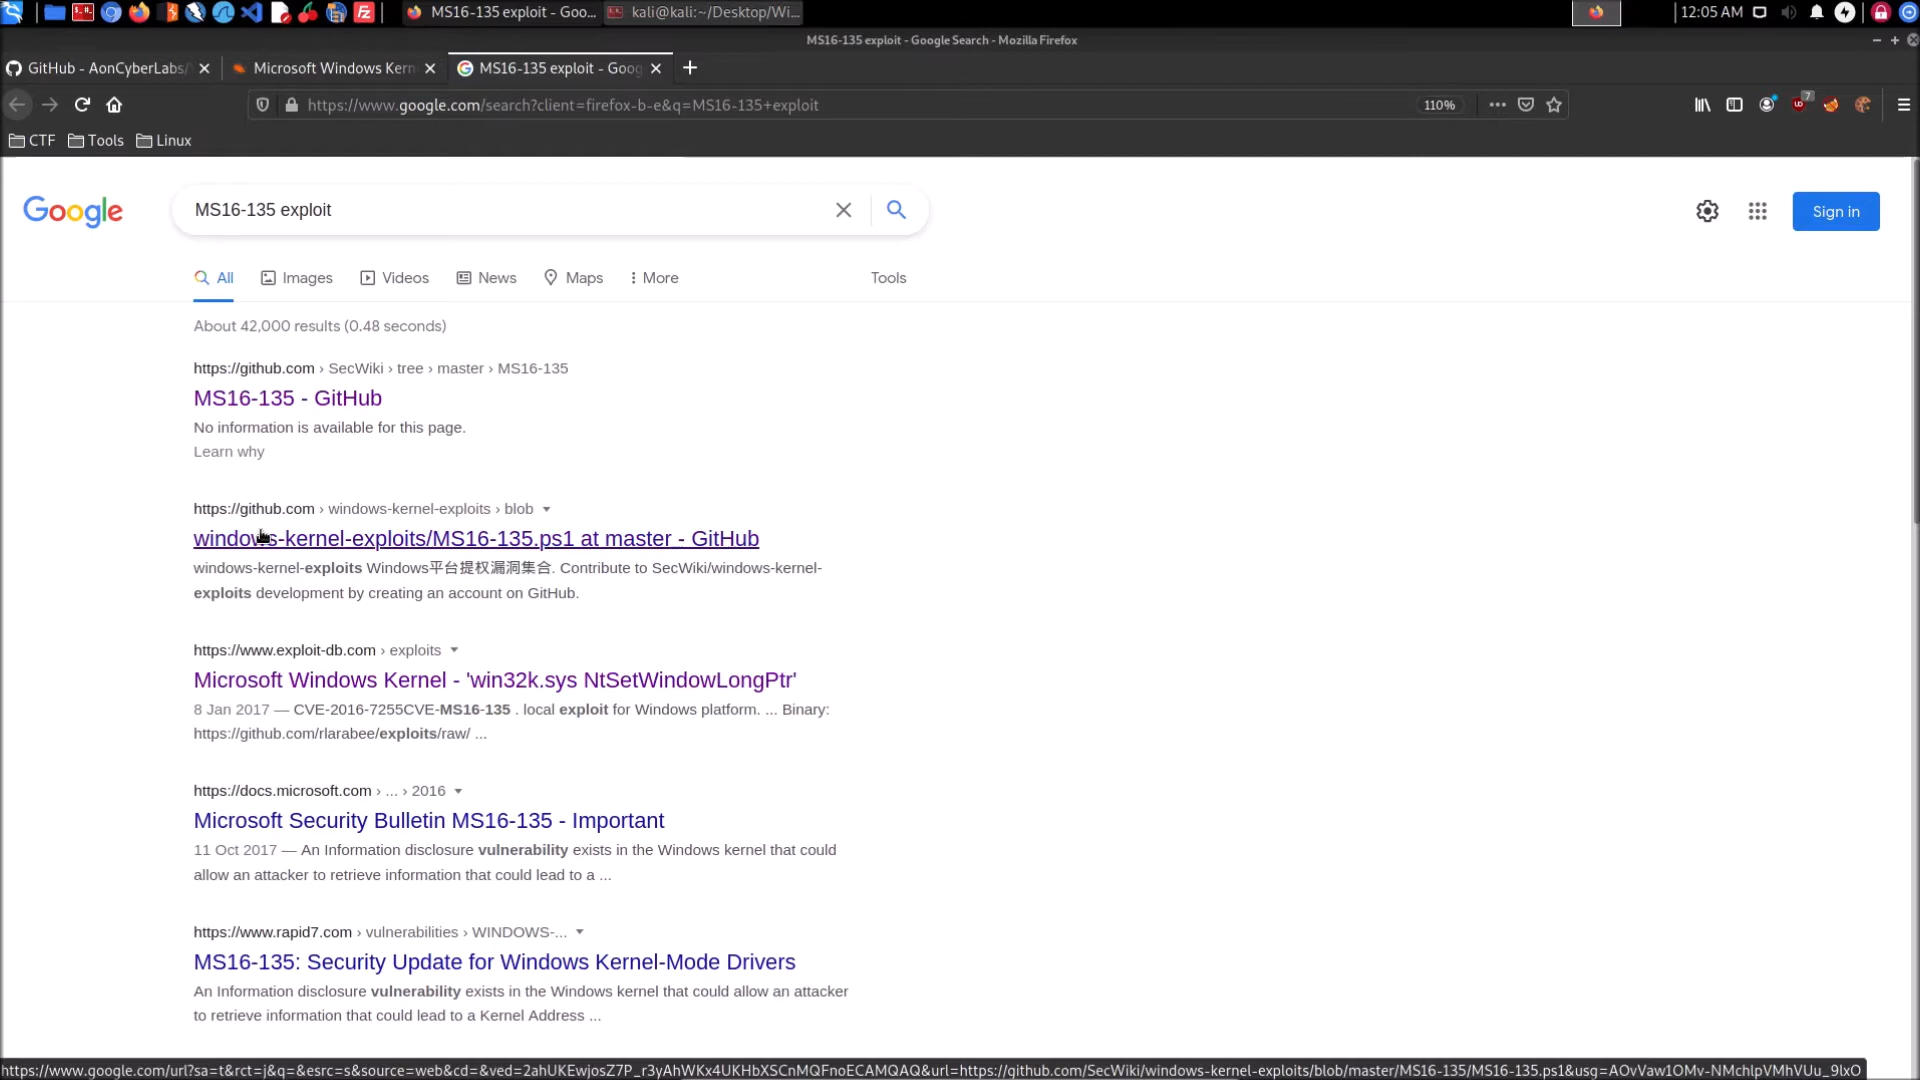 MS16-135 exploit - Goo...
kali@kali:~/Desktop/Wi...
12:05 AM
MS16-135 exploit - Google Search - Mozilla Firefox
GitHub - AonCyberLabs/
Microsoft Windows Kern
MS16-135 exploit - Goog
https://www.google.com/search?client=firefox-b-e&q=MS16-135+exploit
110%
7
CTF
Tools
Linux
Google
MS16-135 exploit
Sign in
All
Images
Videos
News
Maps
More
Tools
About 42,000 results (0.48 seconds)
https://github.com › SecWiki › tree › master › MS16-135
MS16-135 - GitHub
No information is available for this page.
Learn why
https://github.com › windows-kernel-exploits › blob
windows-kernel-exploits/MS16-135.ps1 at master - GitHub
windows-kernel-exploits Windows平台提权漏洞集合. Contribute to SecWiki/windows-kernel-
exploits development by creating an account on GitHub.
https://www.exploit-db.com › exploits
Microsoft Windows Kernel - 'win32k.sys NtSetWindowLongPtr'
8 Jan 2017 — CVE-2016-7255CVE-MS16-135 . local exploit for Windows platform. ... Binary:
https://github.com/rlarabee/exploits/raw/ ...
https://docs.microsoft.com › ... › 2016
Microsoft Security Bulletin MS16-135 - Important
11 Oct 2017 — An Information disclosure vulnerability exists in the Windows kernel that could
allow an attacker to retrieve information that could lead to a ...
https://www.rapid7.com › vulnerabilities › WINDOWS-...
MS16-135: Security Update for Windows Kernel-Mode Drivers
An Information disclosure vulnerability exists in the Windows kernel that could allow an attacker
to retrieve information that could lead to a Kernel Address ...
https://www.google.com/url?sa=t&rct=j&q=&esrc=s&source=web&cd=&ved=2ahUKEwjosZ7P_r3yAhWKx4UKHbXSCnMQFnoECAMQAQ&url=https://github.com/SecWiki/windows-kernel-exploits/blob/master/MS16-135/MS16-135.ps1&usg=AOvVaw1OMv-NMchlpVMhVUu_9lxO